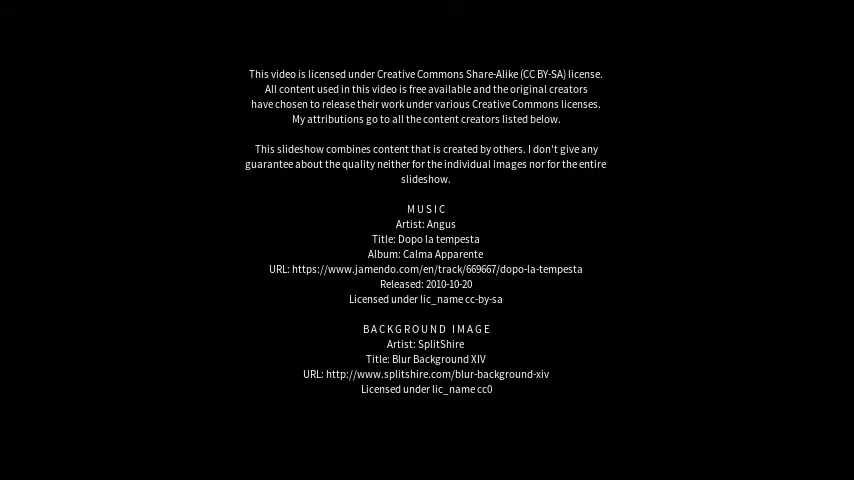 This video is licensed under Creative Commons Share-Alike (CC BY-SA) license.
All content used in this video is free available and the original creators
have chosen to release their work under various Creative Commons licenses.
My attributions go to all the content creators listed below.
This slideshow combines content that is created by others. I don't give any
guarantee about the quality neither for the individual images nor for the entire
slideshow.
MUSIC
Artist: Angus
Title: Dopo la tempesta
Album: Calma Apparente
URL: https://www.jamendo.com/en/track/669667/dopo-la-tempesta
Released: 2010-10-20
Licensed under lic_name cc-by-sa
BACKGROUND IMAGE
Artist: SplitShire
Title: Blur Background XIV
URL: http://www.splitshire.com/blur-background-xiv
Licensed under lic_name cc0